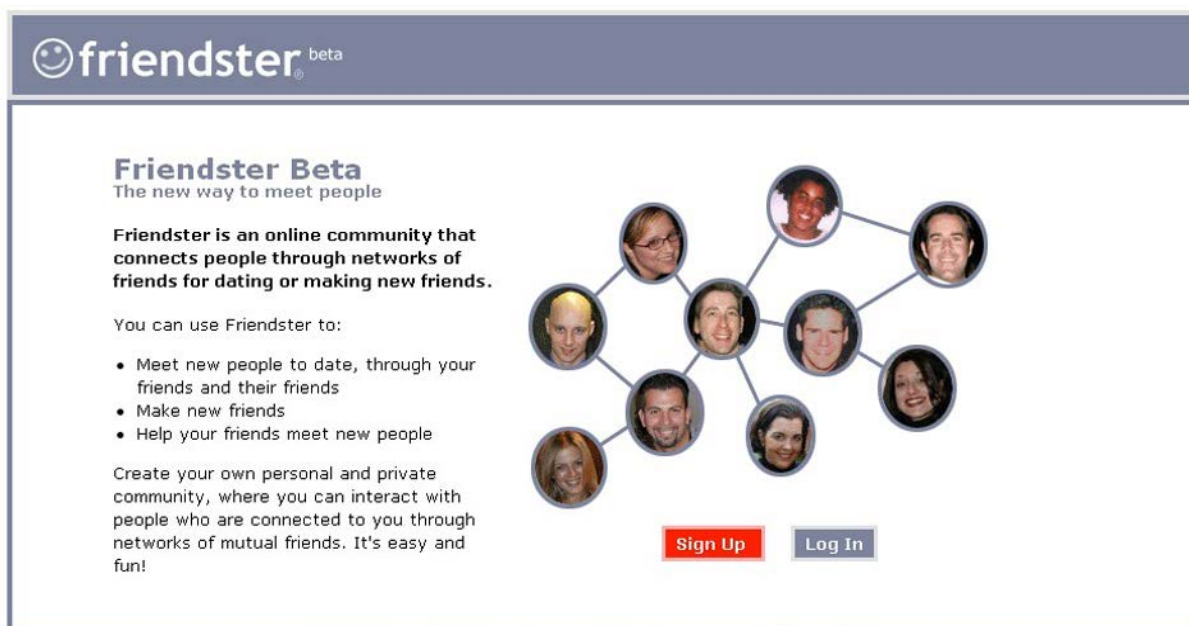 friendster® beta
Friendster Beta
The new way to meet people
Friendster is an online community that
connects people through networks of
friends for dating or making new friends.
You can use Friendster to:
• Meet new people to date, through your
friends and their friends
• Make new friends
• Help your friends meet new people
Create your own personal and private
community, where you can interact with
people who are connected to you through
networks of mutual friends. It's easy and
fun!
Sign Up
Log In